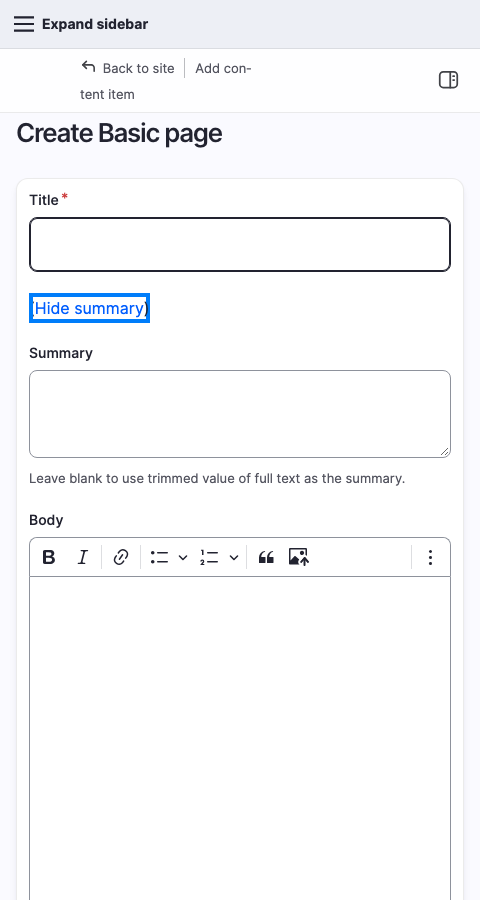 Expand sidebar
Back to site
Add con-
tent item
Create Basic page
Title *
(Hide summary)
Summary
Leave blank to use trimmed value of full text as the summary.
Body
B I